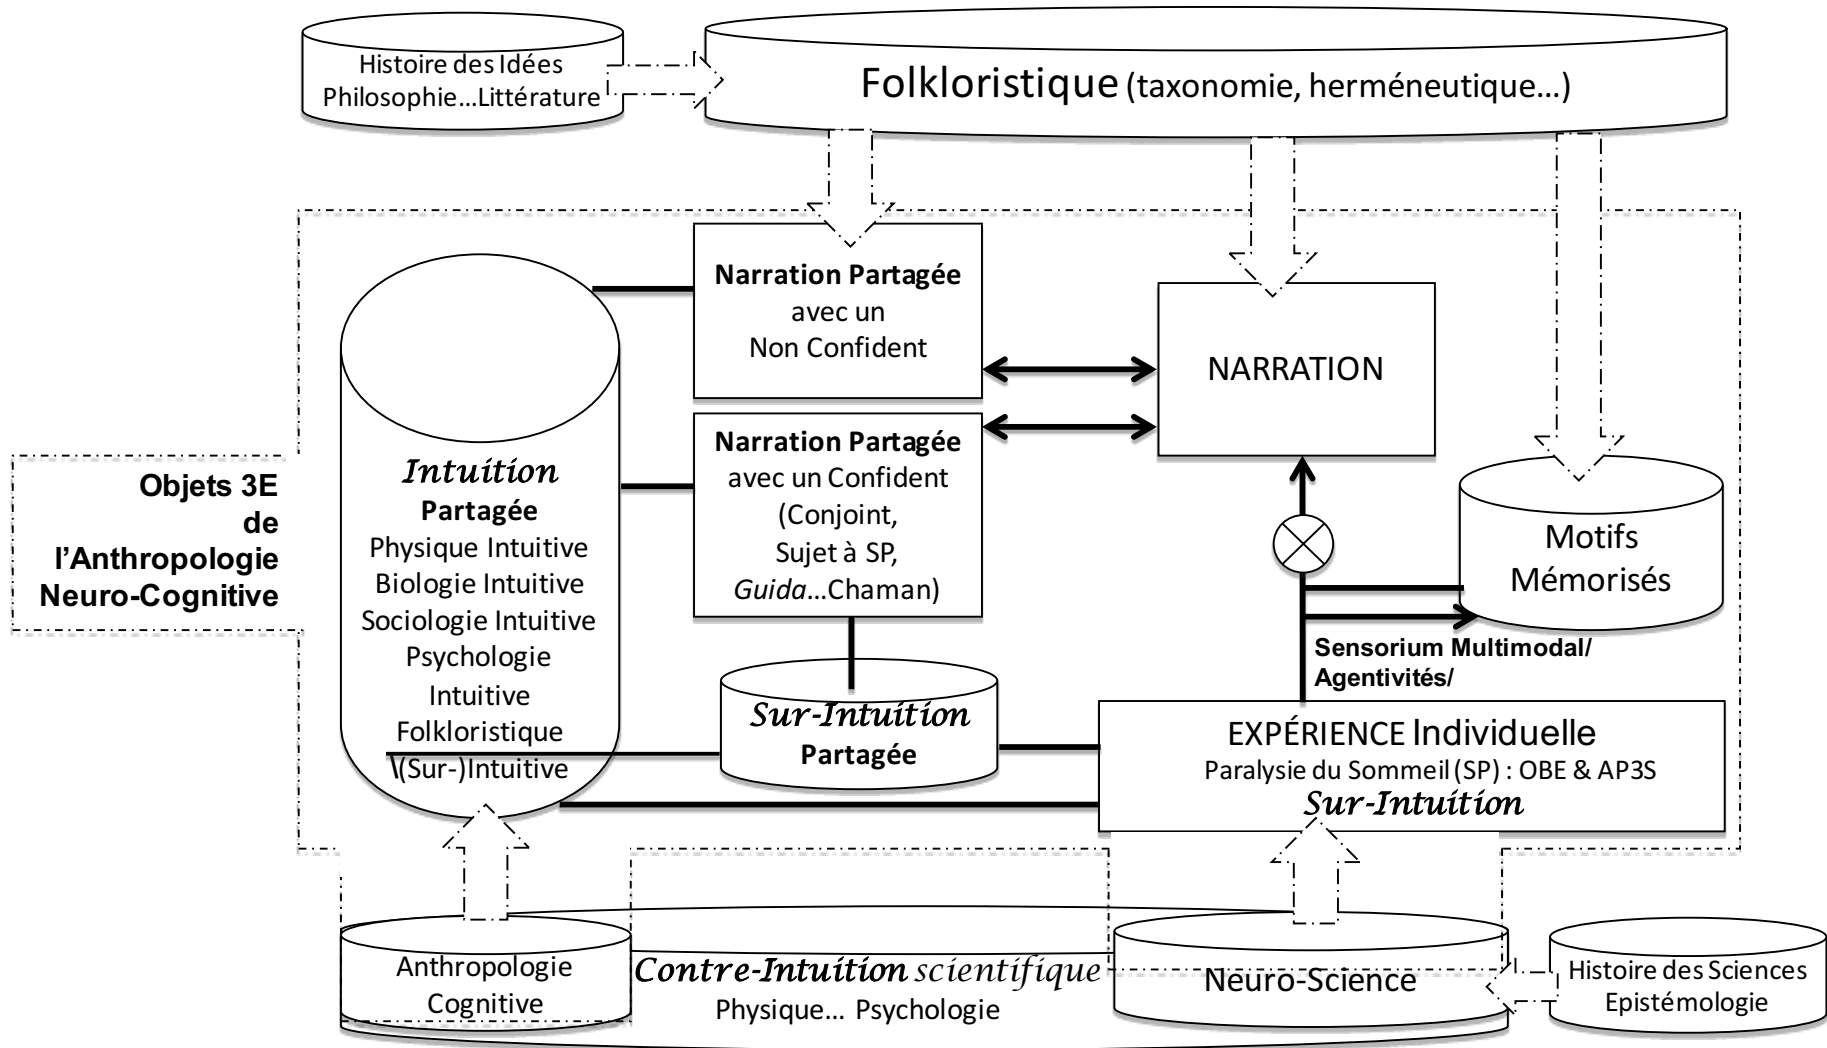 Histoire des Idées
Philosophie...Littérature
Folkloristique (taxonomie, herméneutique...)
Narration Partagée
avec un
Non Confident
NARRATION
Narration Partagée
avec un Confident
(Conjoint,
Sujet à SP,
Guida...Chaman)
Objets 3E
de
l'Anthropologie
Neuro-Cognitive
Intuition
Partagée
Physique Intuitive
Biologie Intuitive
Sociologie Intuitive
Psychologie
Intuitive
Folkloristique
\(Sur-)Intuitive
Motifs
Mémorisés
Sensorium Multimodal/
Agentivités/
Sur-Intuition
Partagée
EXPÉRIENCE Individuelle
Paralysie du Sommeil (SP) : OBE & AP3S
Sur-Intuition
Anthropologie
Cognitive
Contre-Intuition scientifique
Physique... Psychologie
Neuro-Science
Histoire des Sciences
Epistémologie